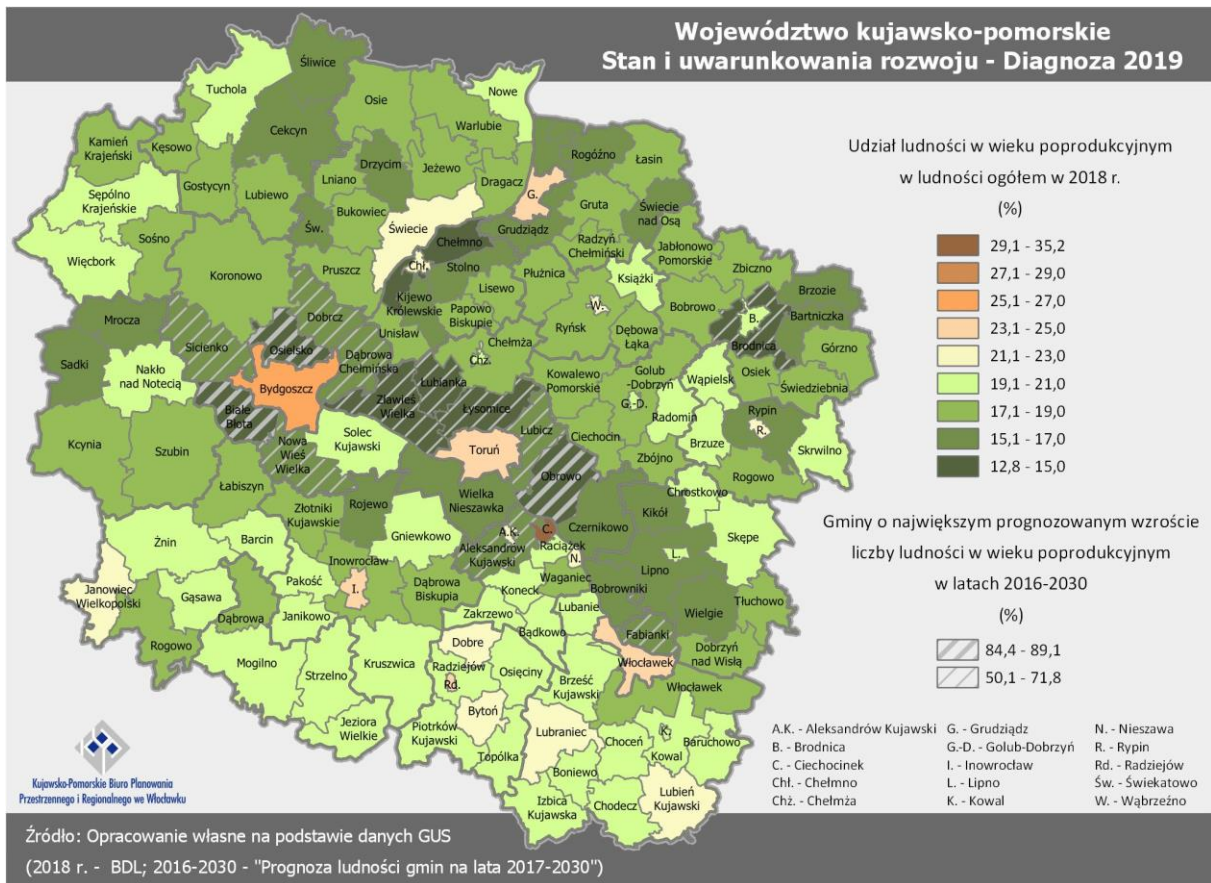 Województwo kujawsko-pomorskie
Stan i uwarunkowania rozwoju - Diagnoza 2019
Udział ludności w wieku poprodukcyjnym
w ludności ogółem w 2018 r.
(%)
29,1 - 35,2
27,1 - 29,0
25,1 - 27,0
23,1 - 25,0
21,1 - 23,0
19,1 - 21,0
17,1 - 19,0
15,1 - 17,0
12,8 - 15,0
Gminy o największym prognozowanym wzroście
liczby ludności w wieku poprodukcyjnym
w latach 2016-2030
(%)
84,4 - 89,1
50,1 - 71,8
Śliwice
Tuchola
Nowe
Osie
Cekcyn
Warlubie
Kamień
Krajeński
Kęsowo
Rogóźno
Łasin
Drzycim
Jeżewo
Lniano
Dragacz
G.
Gostycyn
Lubiewo
Sępólno
Krajeńskie
Gruta
Świecie
nad Osą
Bukowiec
Świecie
Św.
Grudziądz
Chełmno
Radzyń
Chełmiński
Jabłonowo
Pomorskie
Sośno
Więcbork
Koronowo
Pruszcz
Chł.
Stolno
Płużnica
Książki
Zbiczno
Brzozie
Lisewo
Kijewo
Królewskie
W.
Bobrowo
Bartniczka
Mrocza
Dobrcz
Papowo
Biskupie
B.
Unisław
Ryńsk
Dębowa
Łąka
Brodnica
Sicienko
Osielsko
Chełmża
Górzno
Sadki
Dąbrowa
Chełmińska
Chż.
Nakło
nad Notecią
Łubianka
Kowalewo
Pomorskie
Golub
-Dobrzyń
Wąpielsk
Osiek
Świedziebnia
Bydgoszcz
Zławieś
Wielka
Łysomice
G.-D.
Radomin
Rypin
Białe
Błota
Lubicz
R.
Solec
Kujawski
Ciechocin
Brzuze
Skrwilno
Kcynia
Szubin
Nowa
Wieś
Wielka
Toruń
Zbójno
Obrowo
Rogowo
Łabiszyn
Złotniki
Kujawskie
Rojewo
Wielka
Nieszawka
Chrostkowo
Kikół
Gniewkowo
A.K.
C.
Czernikowo
Skępe
Żnin
Barcin
Raciążek
Aleksandrów
Kujawski
N.
L.
Inowrocław
Lipno
Janowiec
Wielkopolski
Pakość
I.
Dąbrowa
Biskupia
Waganiec
Koneck
Bobrowniki
Gąsawa
Janikowo
Tłuchowo
Dąbrowa
Zakrzewo
Lubanie
Wielgie
Rogowo
Bądkowo
Fabianki
Dobre
Dobrzyń
nad Wisłą
Mogilno
Strzelno
Kruszwica
Radziejów
Osięciny
Włocławek
Rd.
Brześć
Kujawski
Włocławek
Bytoń
Jeziora
Wielkie
Piotrków
Kujawski
Lubraniec
Choceń
K.
Baruchowo
Topólka
Kowal
Boniewo
Izbica
Kujawska
Chodecz
Lubień
Kujawski
A.K. - Aleksandrów Kujawski
B. - Brodnica
C. - Ciechocinek
Chł. - Chełmno
Chż. - Chełmża
G. - Grudziądz
G.-D. - Golub-Dobrzyń
I. - Inowrocław
L. - Lipno
K. - Kowal
N. - Nieszawa
R. - Rypin
Rd. - Radziejów
Św. - Świekatowo
W. - Wąbrzeźno
Kujawsko-Pomorskie Biuro Planowania
Przestrzennego i Regionalnego we Włocławku
Źródło: Opracowanie własne na podstawie danych GUS
(2018 r. - BDL; 2016-2030 - "Prognoza ludności gmin na lata 2017-2030")